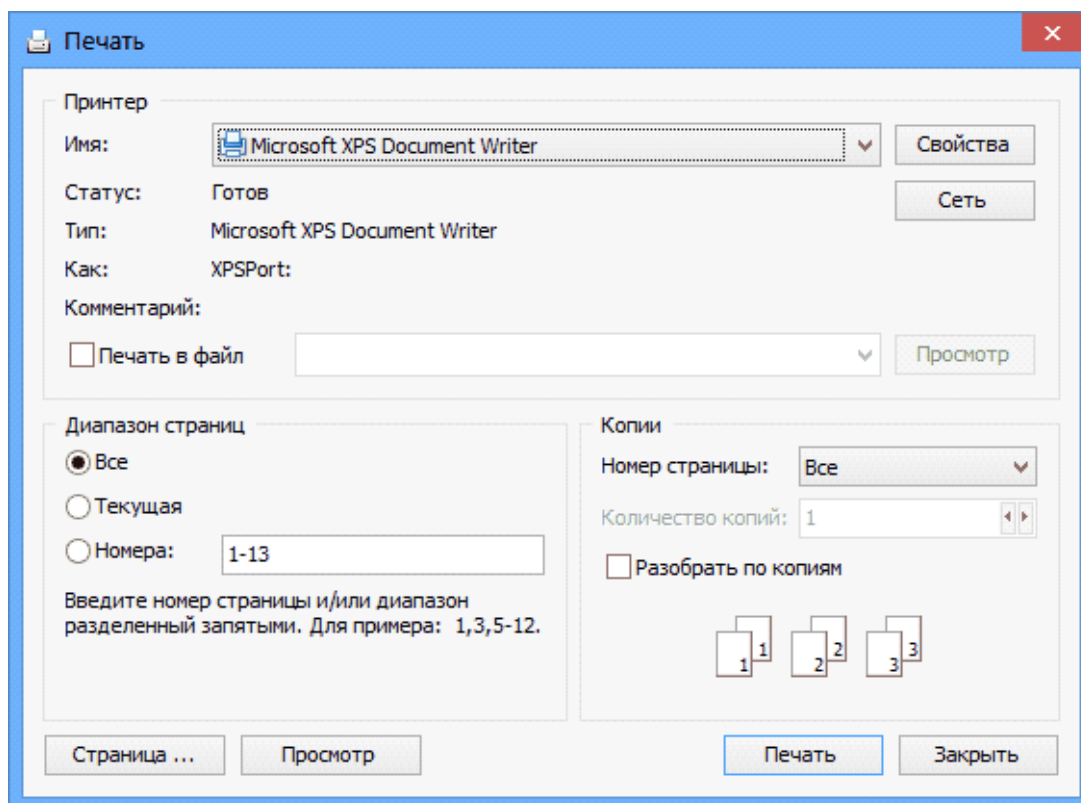 Печать
Принтер
Имя: Microsoft XPS Document Writer Свойства
Статус: Готов Сеть
Тип: Microsoft XPS Document Writer
Как: XPSPort:
Комментарий:
Печать в файл Просмотр
Диапазон страниц
Все
Текущая
Номера: 1-13
Введите номер страницы и/или диапазон
разделенный запятыми. Для примера: 1,3,5-12.
Копии
Номер страницы: Все
Количество копий: 1
Разобрать по копиям
1 1 2 2 3 3
Страница ... Просмотр Печать Закрыть